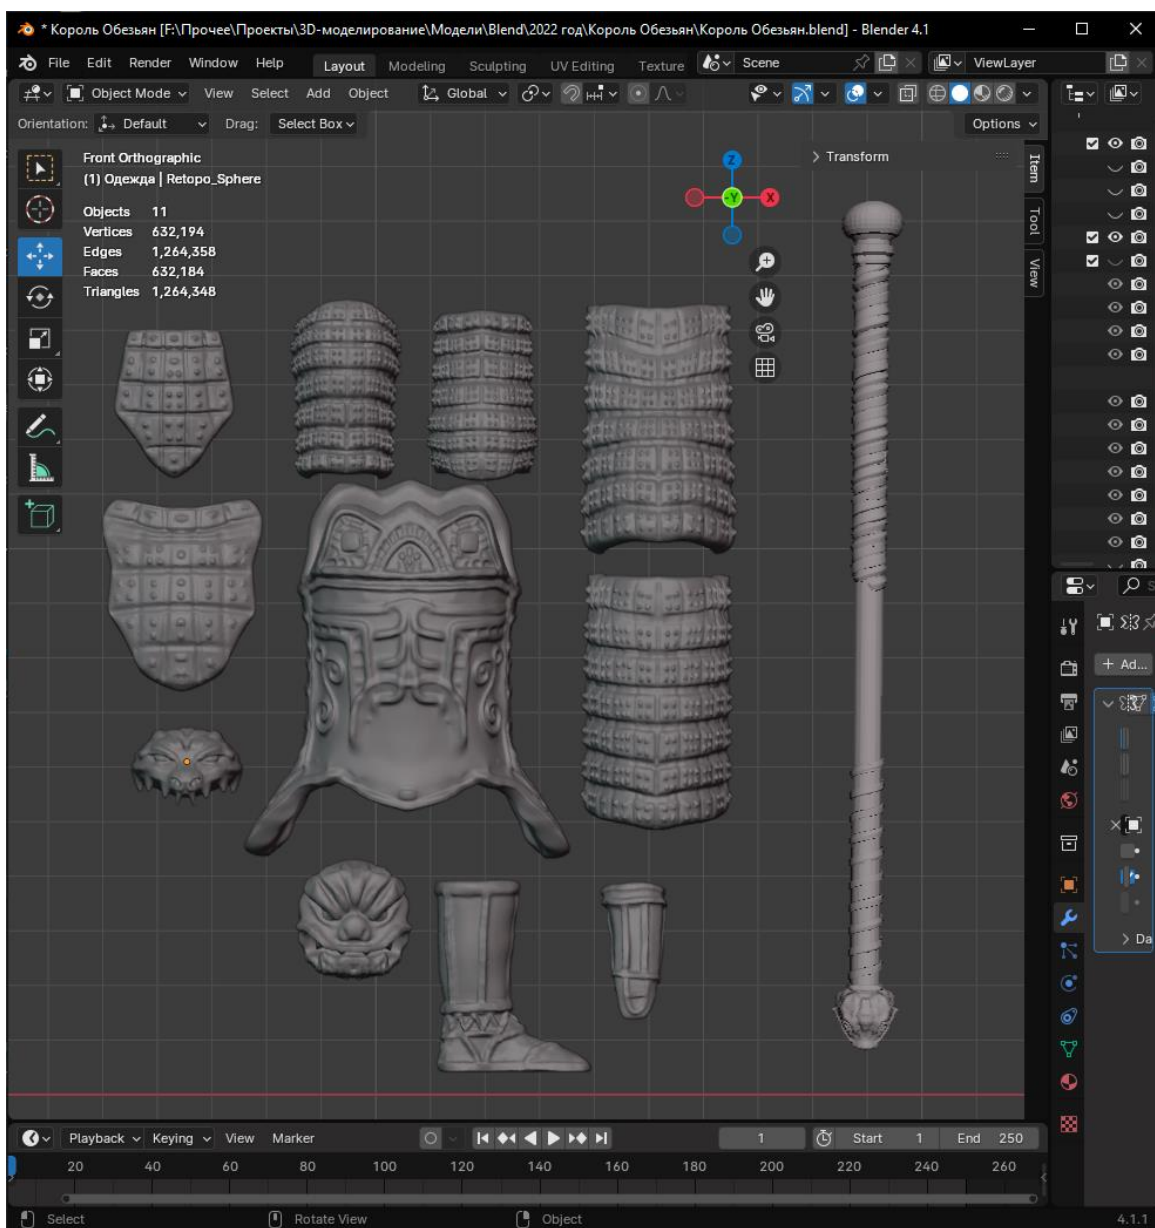 * Король Обезьян [F:\Прочее\Проекты\3D-моделирование\Модели\Blend\2022 год\Король Обезьян\Король Обезьян.blend] - Blender 4.1
File Edit Render Window Help Layout Modeling Sculpting UV Editing Texture Scene ViewLayer
Object Mode View Select Add Object Global
Orientation: Default Drag: Select Box Options
Front Orthographic
(1) Одежда | Retopo_Sphere
Transform
Item
Tool
View
Objects 11
Vertices 632,194
Edges 1,264,358
Faces 632,184
Triangles 1,264,348
Z
-Y
X
S
+ Ad...
> Da
Playback Keying View Marker 1 Start 1 End 250
20 40 60 80 100 120 140 160 180 200 220 240 260
Select Rotate View Object 4.1.1